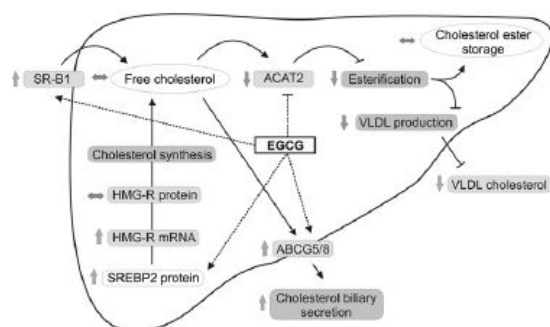 Cholesterol ester
storage
SR-B1
Free cholesterol
ACAT2
Esterification
VLDL production
EGCG
Cholesterol synthesis
VLDL cholesterol
HMG-R protein
HMG-R mRNA
ABCG5/8
SREBP2 protein
Cholesterol biliary
secretion